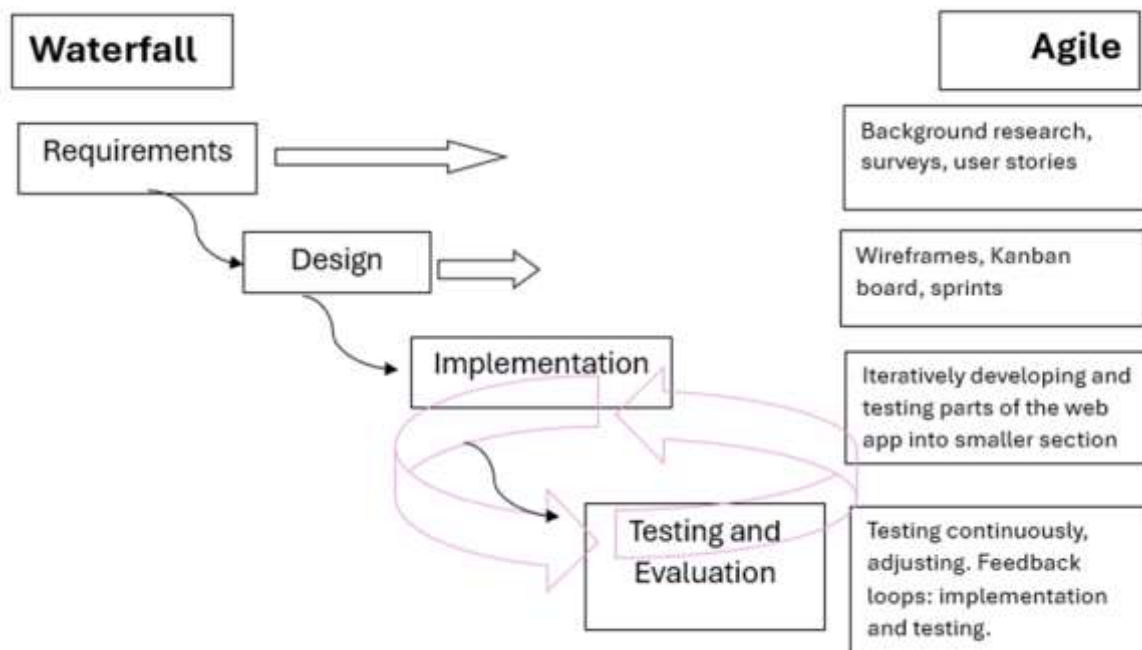 Waterfall
Agile
Requirements
Background research,
surveys, user stories
Design
Wireframes, Kanban
board, sprints
Implementation
Iteratively developing and
testing parts of the web
app into smaller section
Testing and
Evaluation
Testing continuously,
adjusting. Feedback
loops: implementation
and testing.